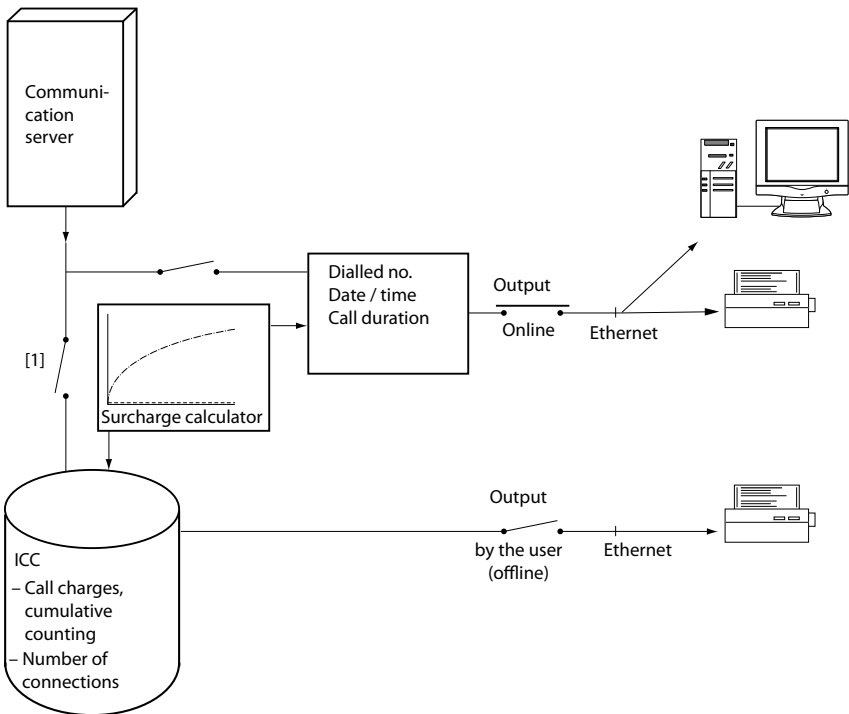 Communi-
cation
server
Dialled no.
Date / time
Call duration
Output
Online
Ethernet
[1]
Surcharge calculator
Output
by the user
(offline)
Ethernet
ICC
– Call charges,
cumulative
counting
– Number of
connections